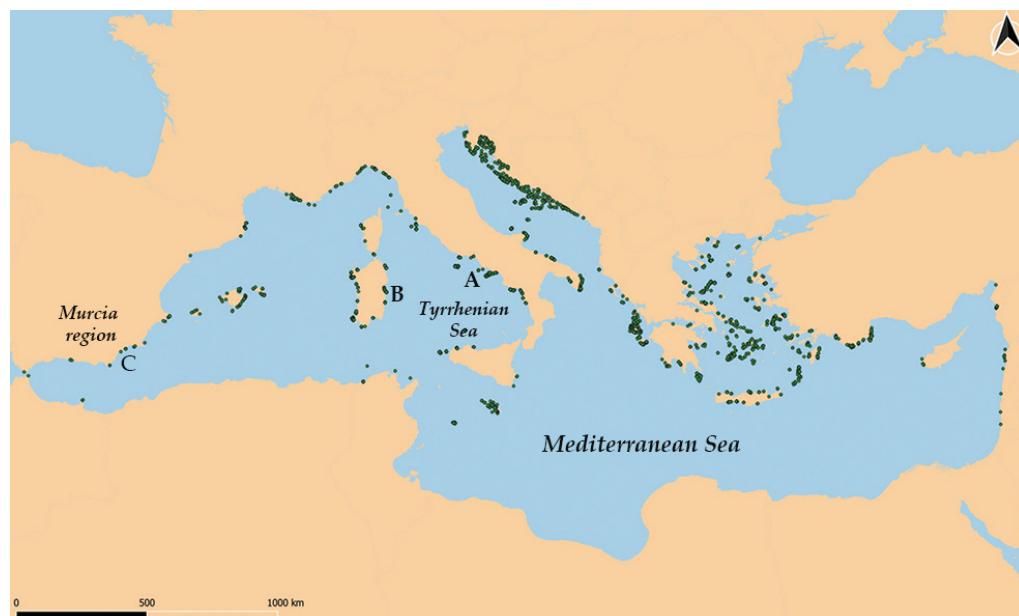 A
B
Tyrrhenian
Sea
Murcia
region
C
Mediterranean Sea
0 500 1000 km